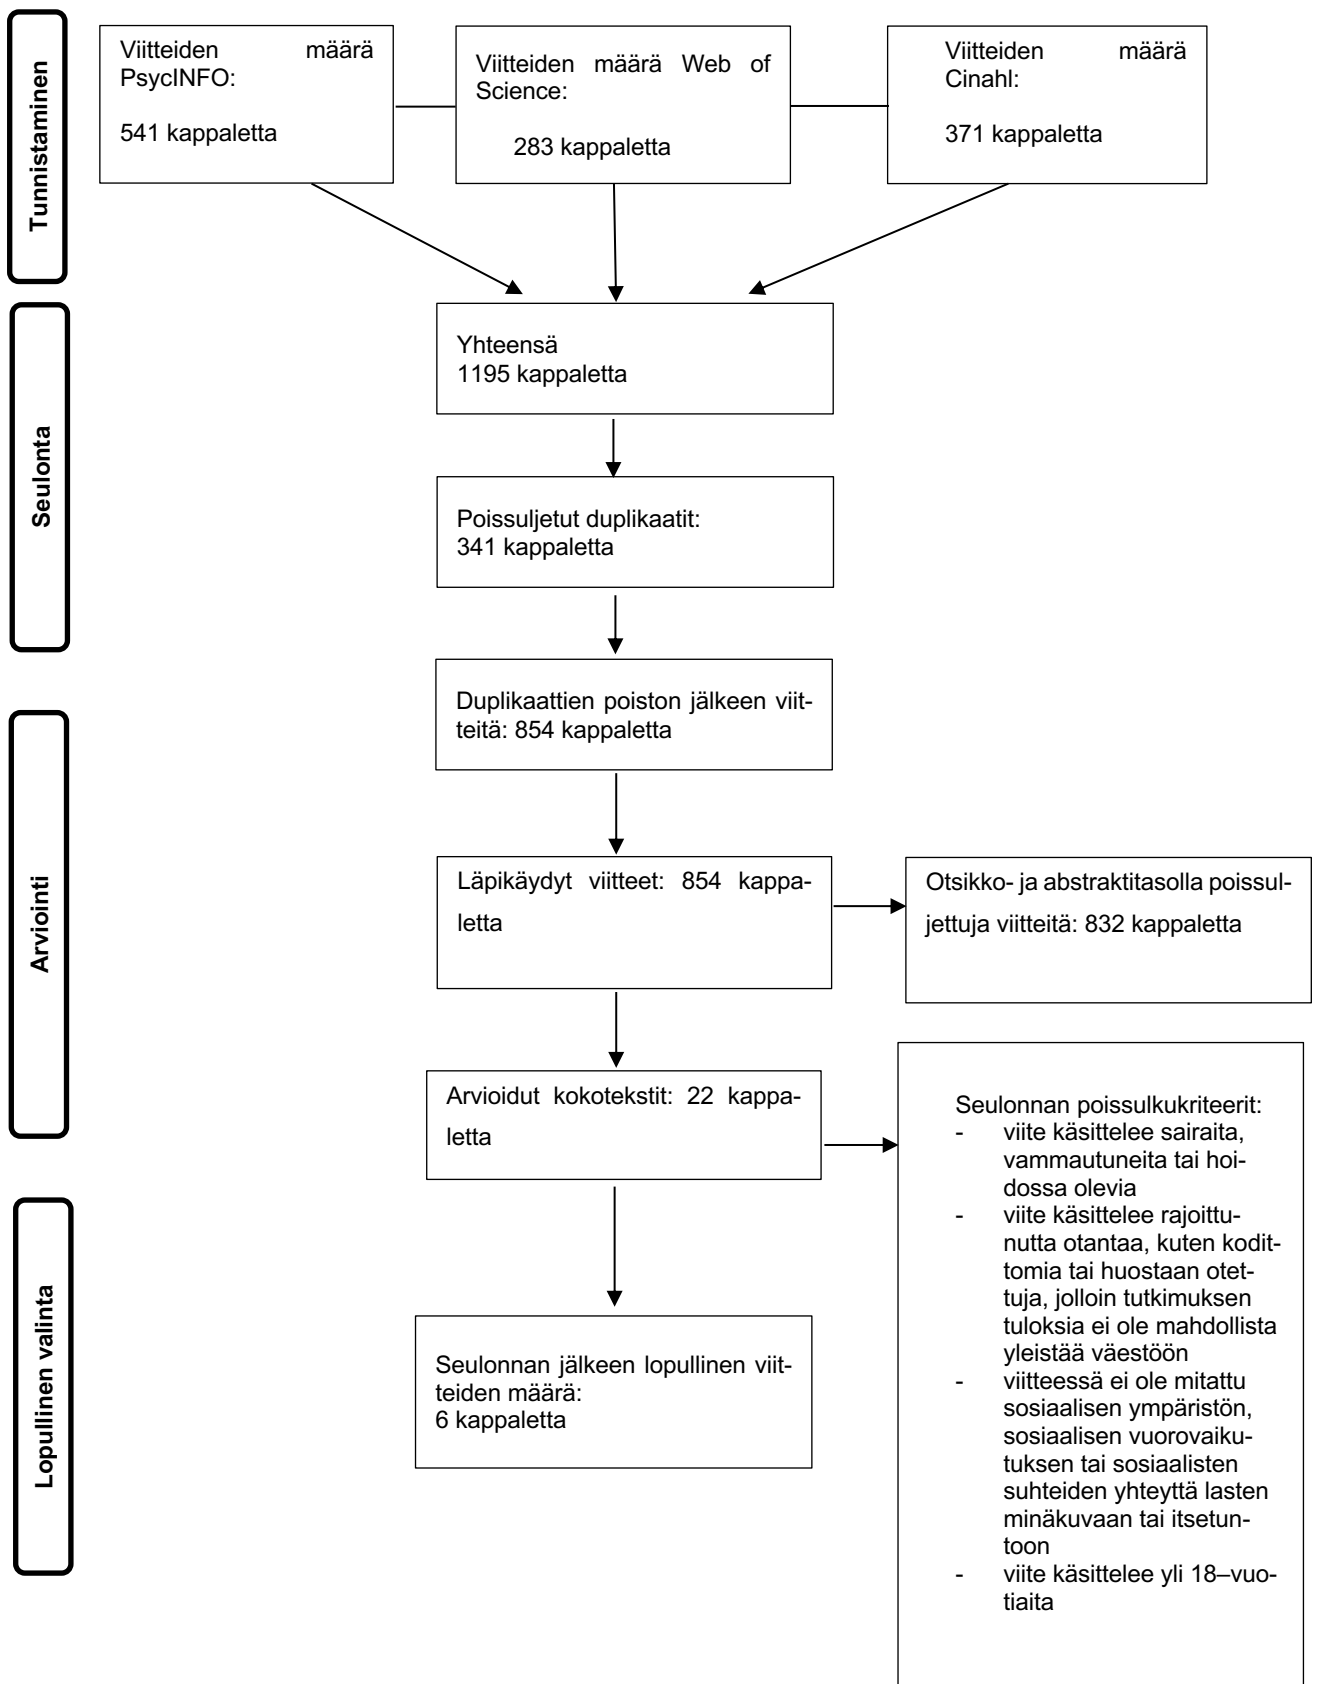 Tunnistaminen
Viitteiden määrä
PsycINFO:
541 kappaletta
Viitteiden määrä Web of
Science:
283 kappaletta
Viitteiden määrä
Cinahl:
371 kappaletta
Seulonta
Yhteensä
1195 kappaletta
Poissuljetut duplikaatit:
341 kappaletta
Duplikaattien poiston jälkeen viit-
teitä: 854 kappaletta
Arviointi
Läpikäydyt viitteet: 854 kappa-
letta
Otsikko- ja abstraktitasolla poissul-
jettuja viitteitä: 832 kappaletta
Arvioidut kokotekstit: 22 kappa-
letta
Seulonnan poissulkukriteerit:
- viite käsittelee sairaita,
vammautuneita tai hoi-
dossa olevia
- viite käsittelee rajoittu-
nutta otantaa, kuten kodit-
tomia tai huostaan otet-
tuja, jolloin tutkimuksen
tuloksia ei ole mahdollista
yleistää väestöön
- viitteessä ei ole mitattu
sosiaalisen ympäristön,
sosiaalisen vuorovaiku-
tuksen tai sosiaalisten
suhteiden yhteyttä lasten
minäkuvaan tai itsetun-
toon
- viite käsittelee yli 18–vuo-
tiaita
Lopullinen valinta
Seulonnan jälkeen lopullinen viit-
teiden määrä:
6 kappaletta